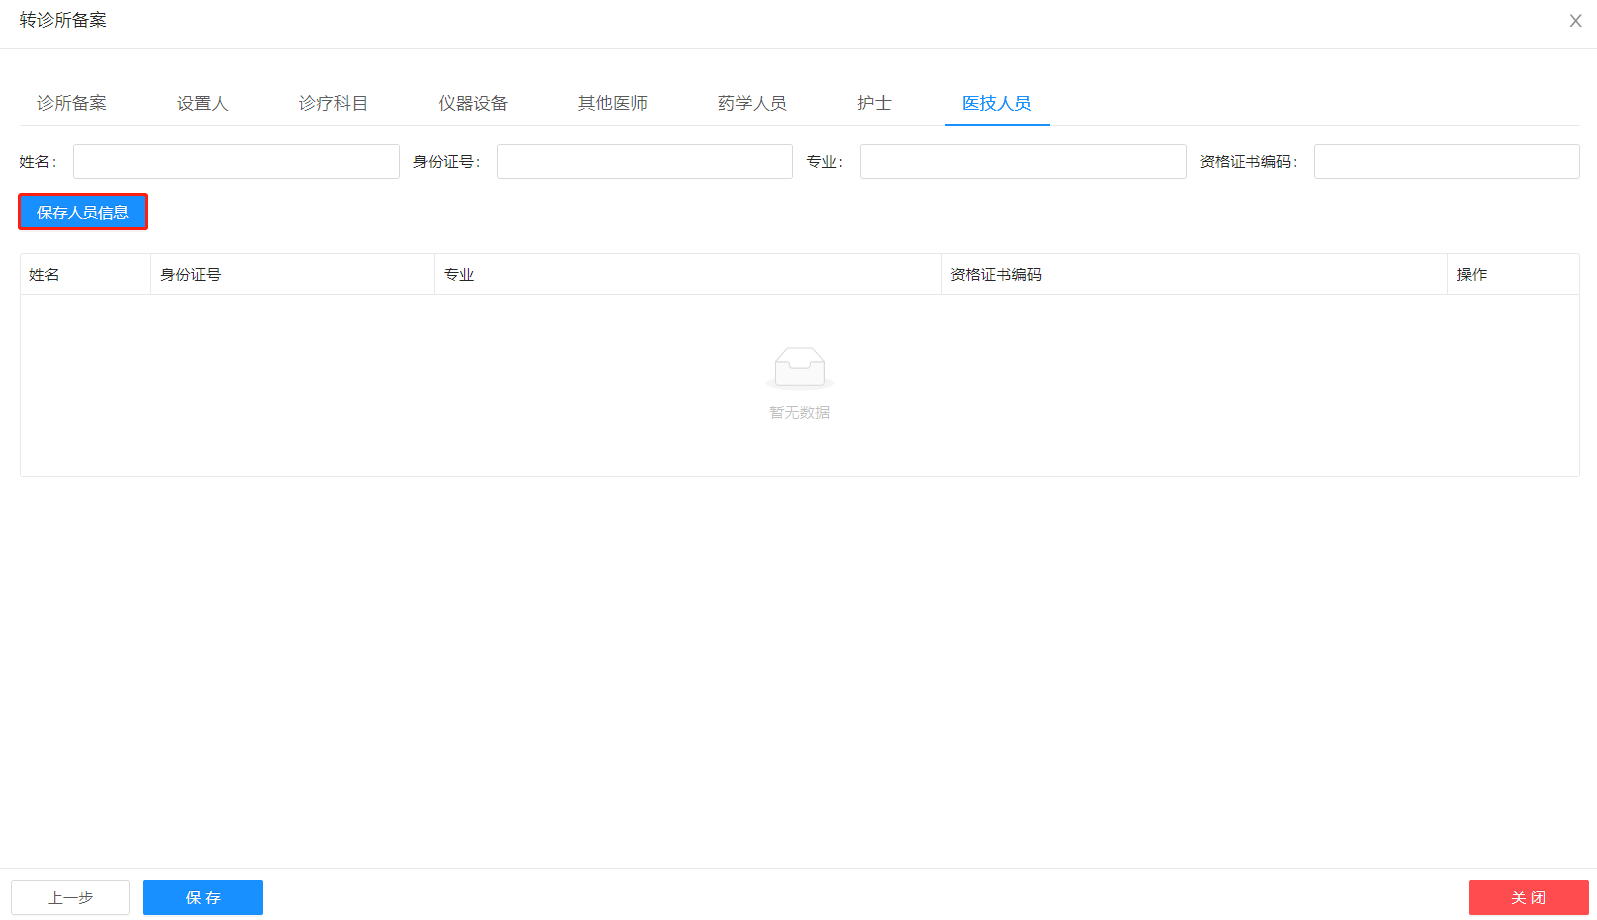 转诊所备案
诊所备案 设置人 诊疗科目 仪器设备 其他医师 药学人员 护士 医技人员
姓名： 身份证号： 专业： 资格证书编码：
保存人员信息
姓名 身份证号 专业 资格证书编码 操作
暂无数据
上一步 保 存 关 闭